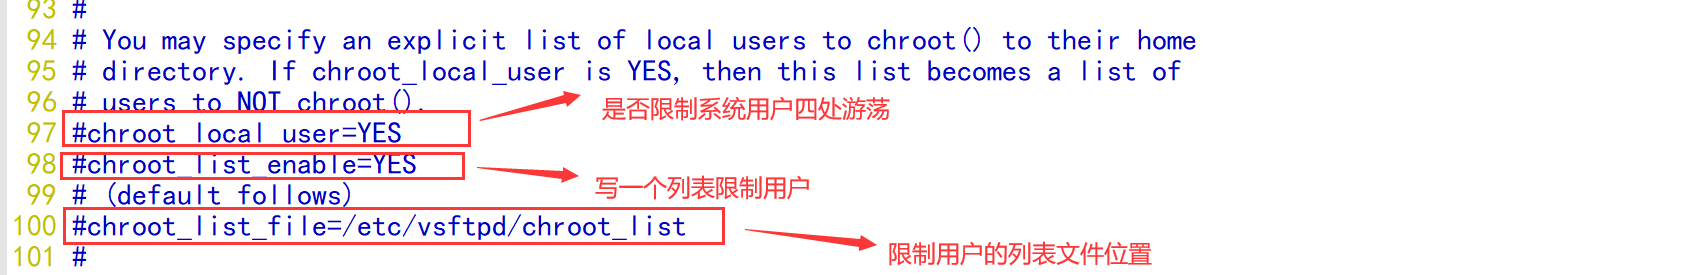 93 #
94 # You may specify an explicit list of local users to chroot() to their home
95 # directory. If chroot_local_user is YES, then this list becomes a list of
96 # users to NOT chroot().
是否限制系统用户四处游荡
97 #chroot_local_user=YES
98 #chroot_list_enable=YES
写一个列表限制用户
99 # (default follows)
100 #chroot_list_file=/etc/vsftpd/chroot_list
限制用户的列表文件位置
101 #